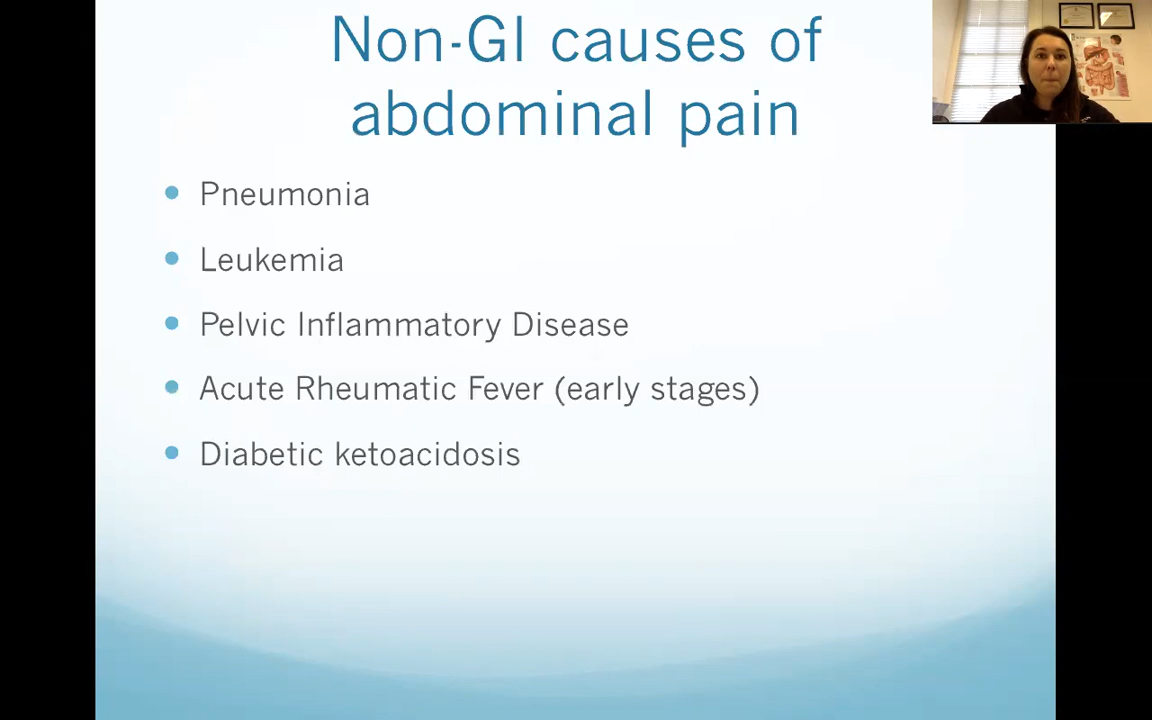 Non-GI causes of
abdominal pain
Pneumonia
Leukemia
Pelvic Inflammatory Disease
Acute Rheumatic Fever (early stages)
Diabetic ketoacidosis